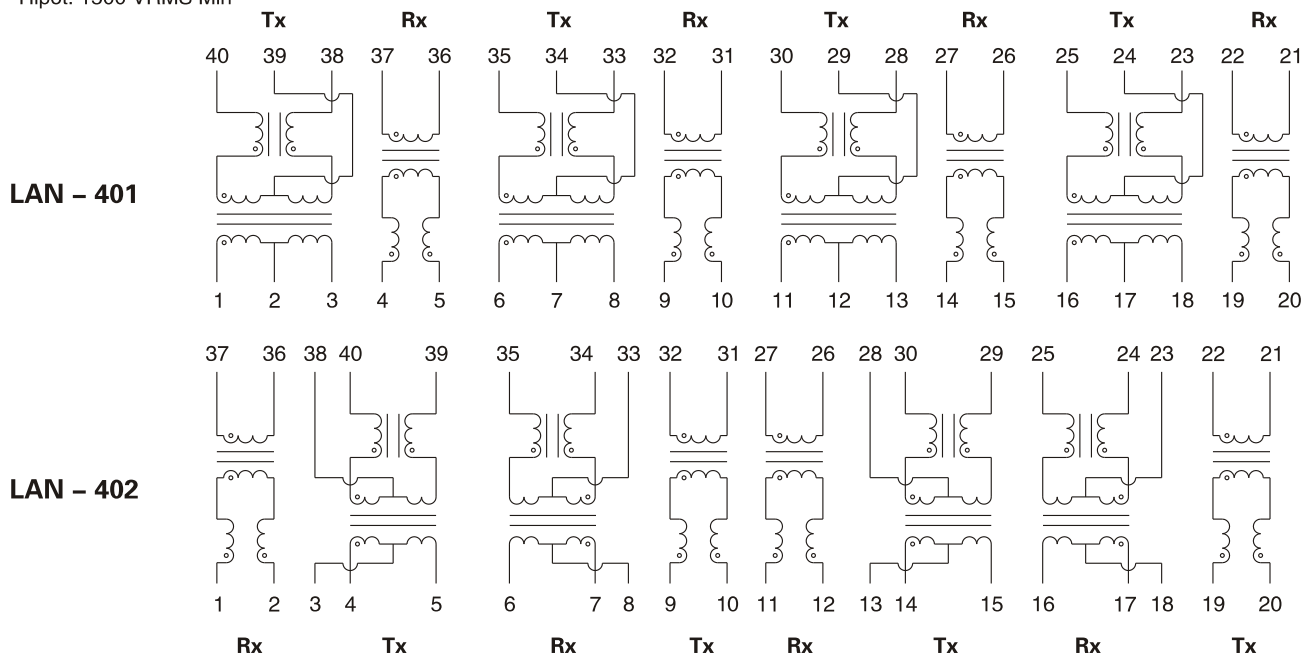 Hipot: 1500 VRMS Min
Tx Rx Tx Rx Tx Rx Tx Rx
40 39 38 37 36 35 34 33 32 31 30 29 28 27 26 25 24 23 22 21
LAN – 401
1 2 3 4 5 6 7 8 9 10 11 12 13 14 15 16 17 18 19 20
37 36 38 40 39 35 34 33 32 31 27 26 28 30 29 25 24 23 22 21
LAN – 402
1 2 3 4 5 6 7 8 9 10 11 12 13 14 15 16 17 18 19 20
Rx Tx Rx Tx Rx Tx Rx Tx